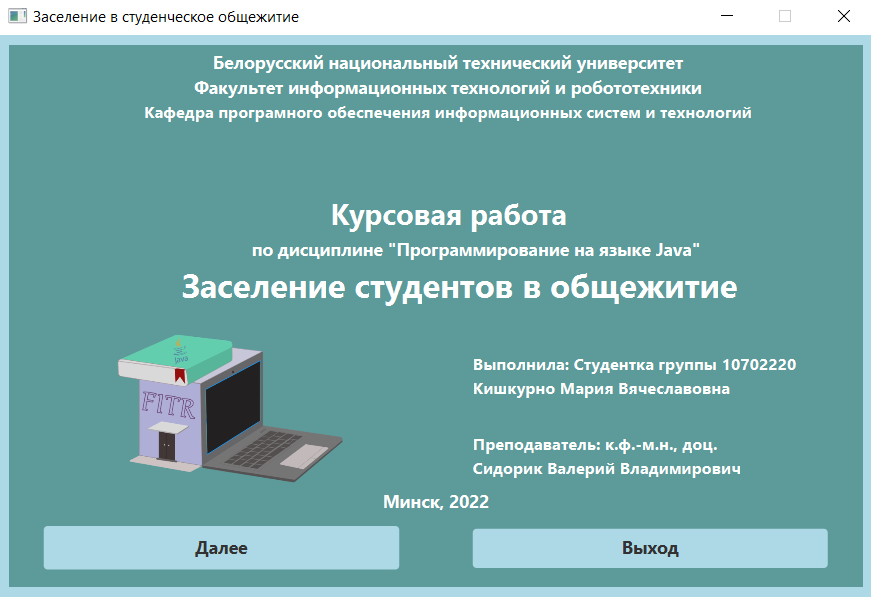 Заселение в студенческое общежитие
Белорусский национальный технический университет
Факультет информационных технологий и робототехники
Кафедра програмного обеспечения информационных систем и технологий
Курсовая работа
по дисциплине "Программирование на языке Java"
Заселение студентов в общежитие
Java
FITR
Выполнила: Студентка группы 10702220
Кишкурно Мария Вячеславовна
Преподаватель: к.ф.-м.н., доц.
Сидорик Валерий Владимирович
Минск, 2022
Далее
Выход